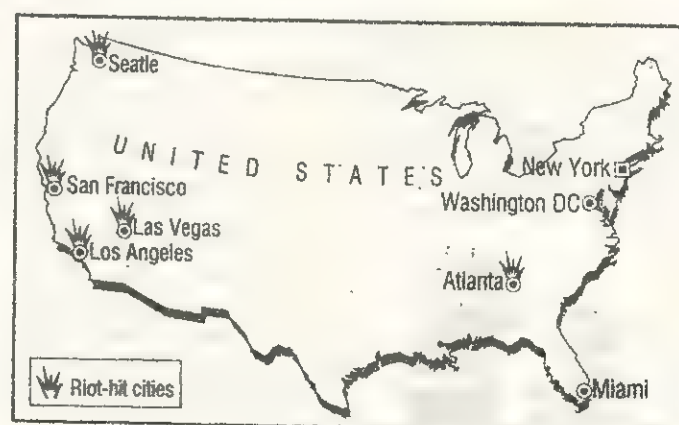 Seatle
UNITED STATES
New York
San Francisco
Washington DC
Las Vegas
Los Angeles
Atlanta
Riot-hit cities
Miami